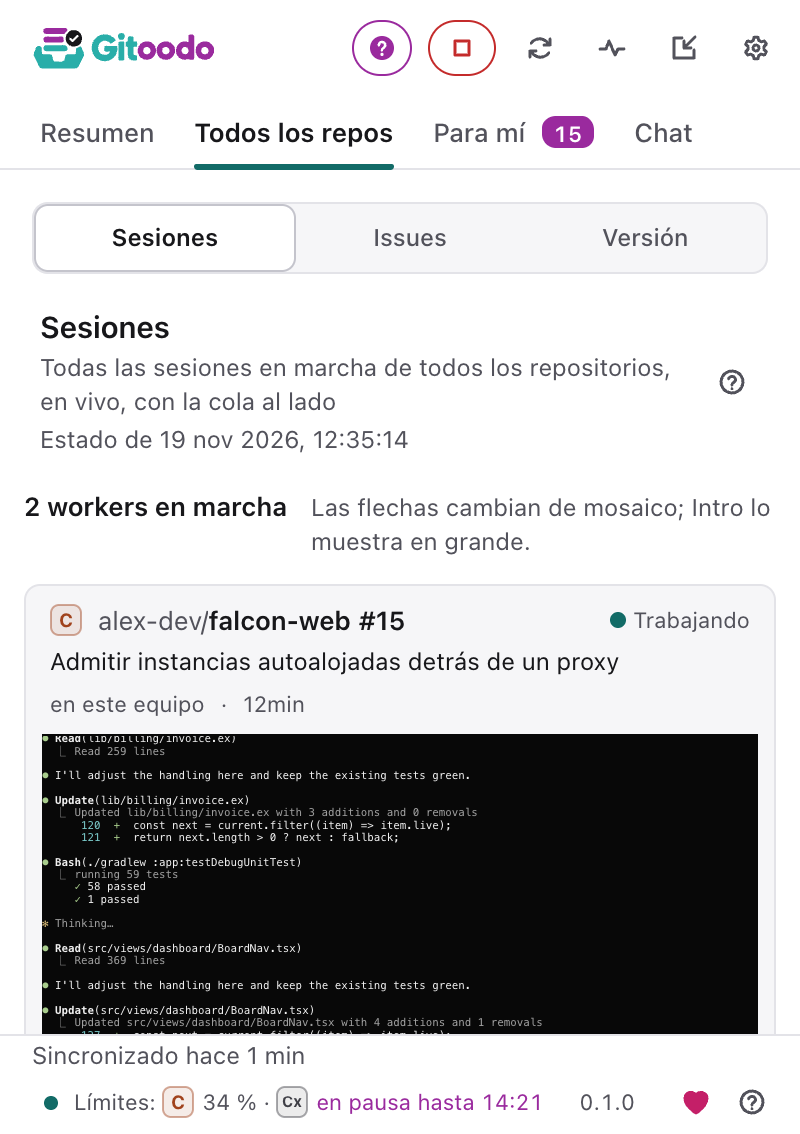 Gitoodo
Resumen
Todos los repos
Para mí 15
Chat
Sesiones
Issues
Versión
Sesiones
Todas las sesiones en marcha de todos los repositorios,
en vivo, con la cola al lado
Estado de 19 nov 2026, 12:35:14
2 workers en marcha
Las flechas cambian de mosaico; Intro lo
muestra en grande.
C alex-dev/falcon-web #15
Trabajando
Admitir instancias autoalojadas detrás de un proxy
en este equipo · 12min
● Read(lib/billing/invoice.ex)
⎿ Read 259 lines
● I'll adjust the handling here and keep the existing tests green.
● Update(lib/billing/invoice.ex)
⎿ Updated lib/billing/invoice.ex with 3 additions and 0 removals
120 + const next = current.filter((item) => item.live);
121 + return next.length > 0 ? next : fallback;
● Bash(./gradlew :app:testDebugUnitTest)
⎿ running 59 tests
✓ 58 passed
✓ 1 passed
✻ Thinking…
● Read(src/views/dashboard/BoardNav.tsx)
⎿ Read 369 lines
● I'll adjust the handling here and keep the existing tests green.
● Update(src/views/dashboard/BoardNav.tsx)
⎿ Updated src/views/dashboard/BoardNav.tsx with 4 additions and 1 removals
Sincronizado hace 1 min
Límites: C 34 % · Cx en pausa hasta 14:21
0.1.0